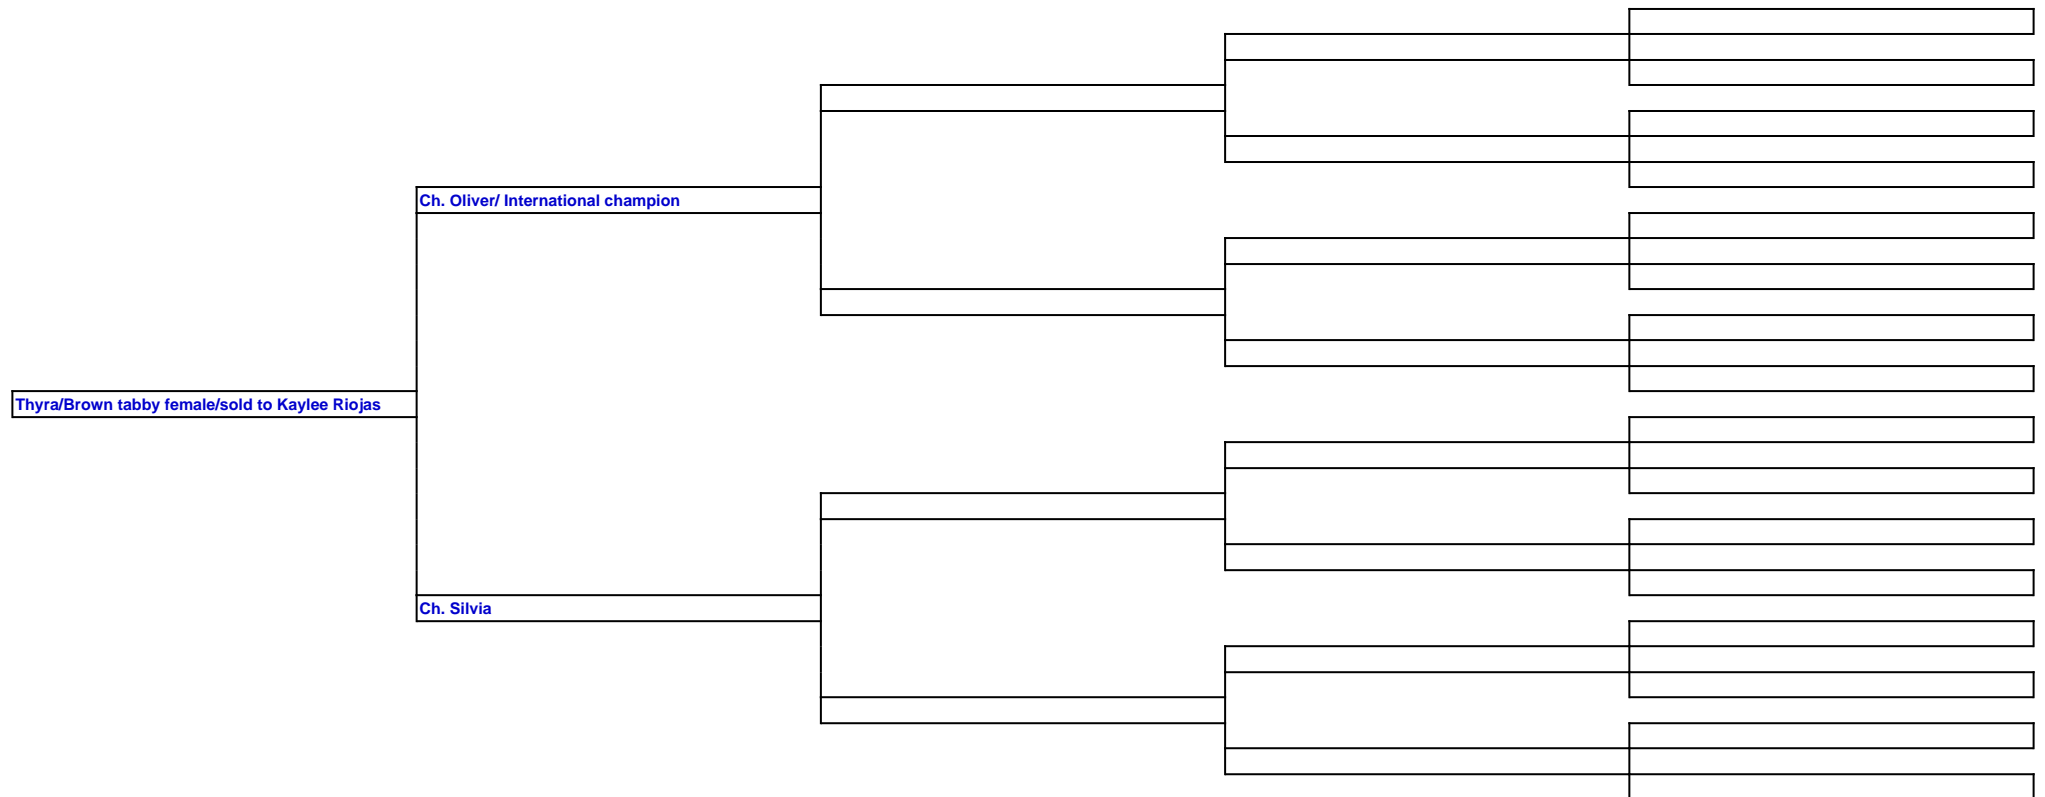 Ch. Oliver/ International champion
Thyra/Brown tabby female/sold to Kaylee Riojas
Ch. Silvia